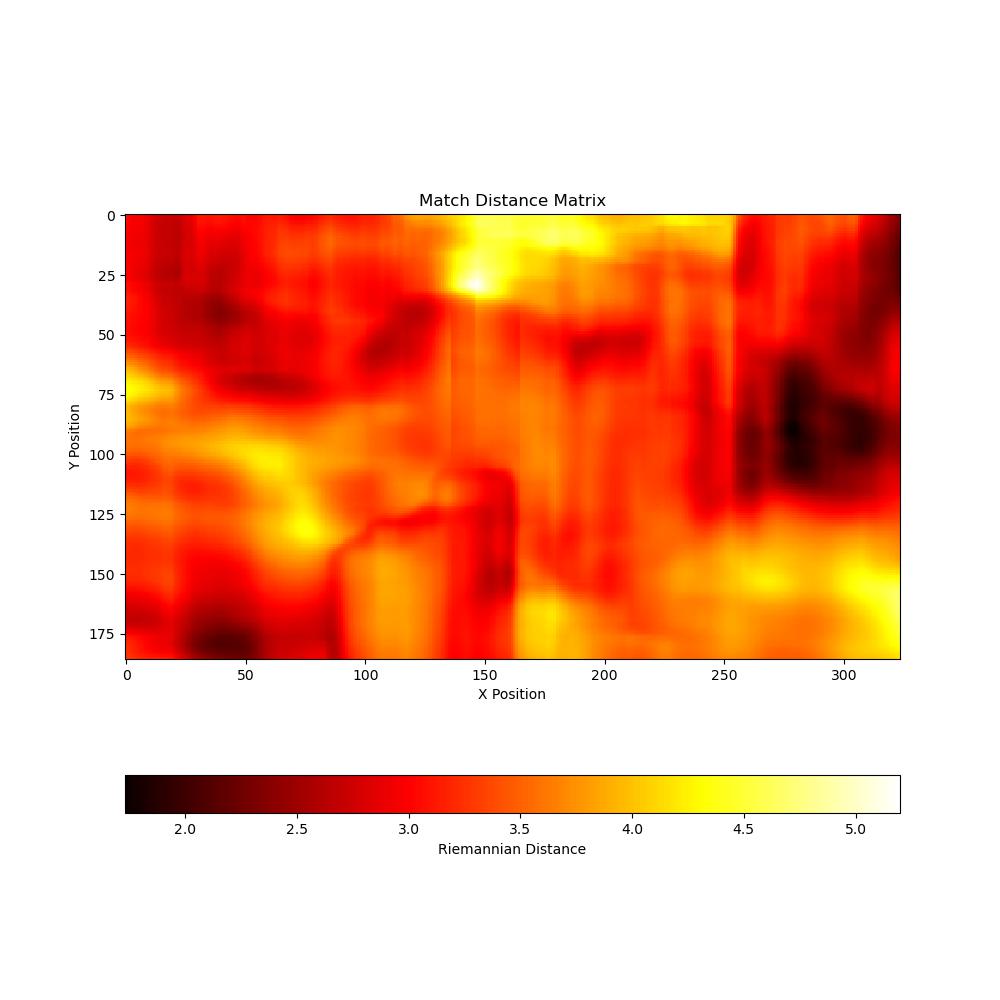 Match Distance Matrix
0
25
50
75
100
125
150
175
Y Position
0 50 100 150 200 250 300
X Position
2.0 2.5 3.0 3.5 4.0 4.5 5.0
Riemannian Distance